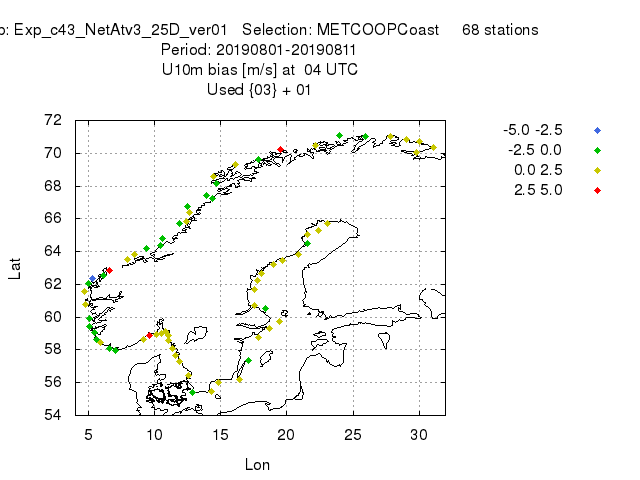 p: Exp_c43_NetAtv3_25D_ver01 Selection: METCOOPCoast 68 stations
Period: 20190801-20190811
U10m bias [m/s] at 04 UTC
Used {03} + 01
72
70
68
66
64
62
60
58
56
54
5 10 15 20 25 30
Lat
Lon
-5.0 -2.5
-2.5 0.0
0.0 2.5
2.5 5.0